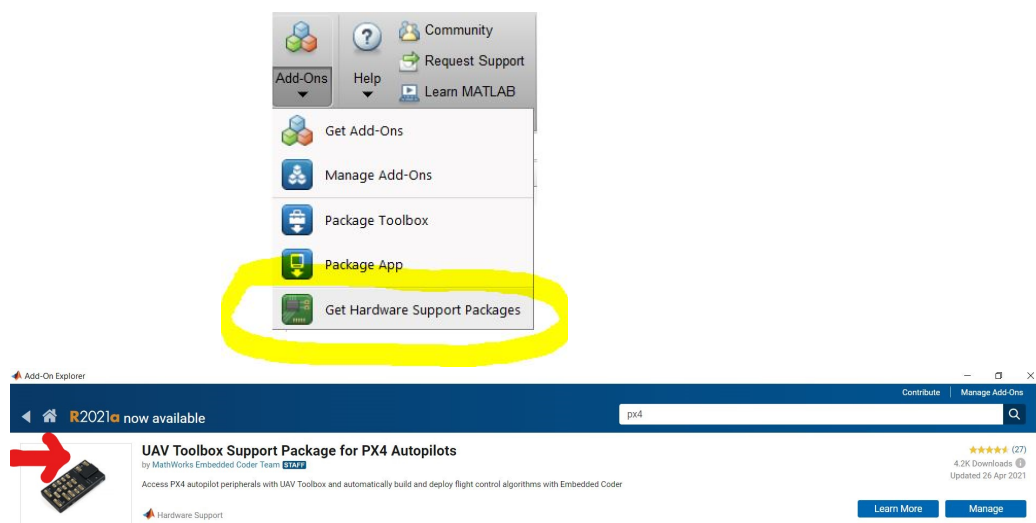 Community
Request Support
Add-Ons
Help
Learn MATLAB
Get Add-Ons
Manage Add-Ons
Package Toolbox
Package App
Get Hardware Support Packages
Add-On Explorer
Contribute | Manage Add-Ons
R2021a now available
px4
UAV Toolbox Support Package for PX4 Autopilots
(27)
by MathWorks Embedded Coder Team STAFF
4.2K Downloads
Updated 26 Apr 2021
Access PX4 autopilot peripherals with UAV Toolbox and automatically build and deploy flight control algorithms with Embedded Coder
Hardware Support
Learn More
Manage